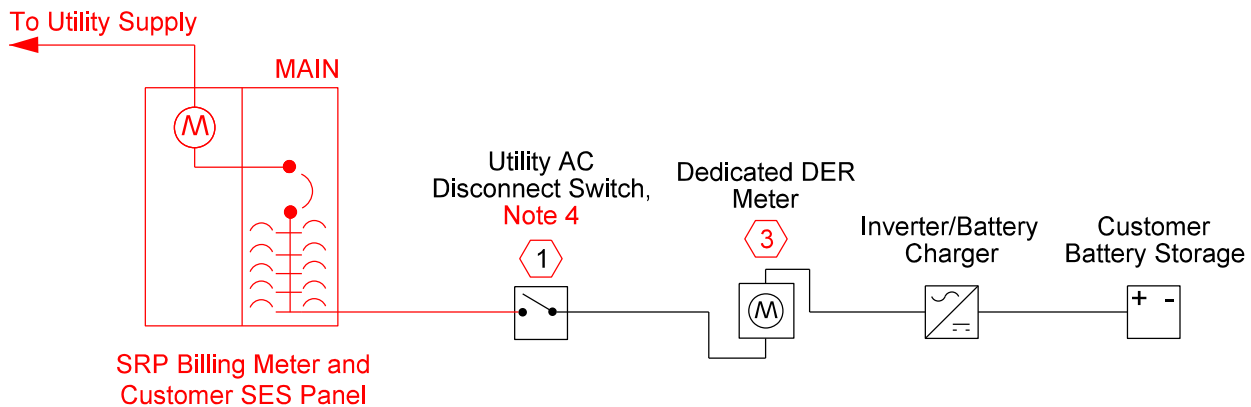 To Utility Supply
MAIN
M
Utility AC
Disconnect Switch,
Note 4
1
Dedicated DER
Meter
3
M
Inverter/Battery
Charger
Customer
Battery Storage
+ -
SRP Billing Meter and
Customer SES Panel